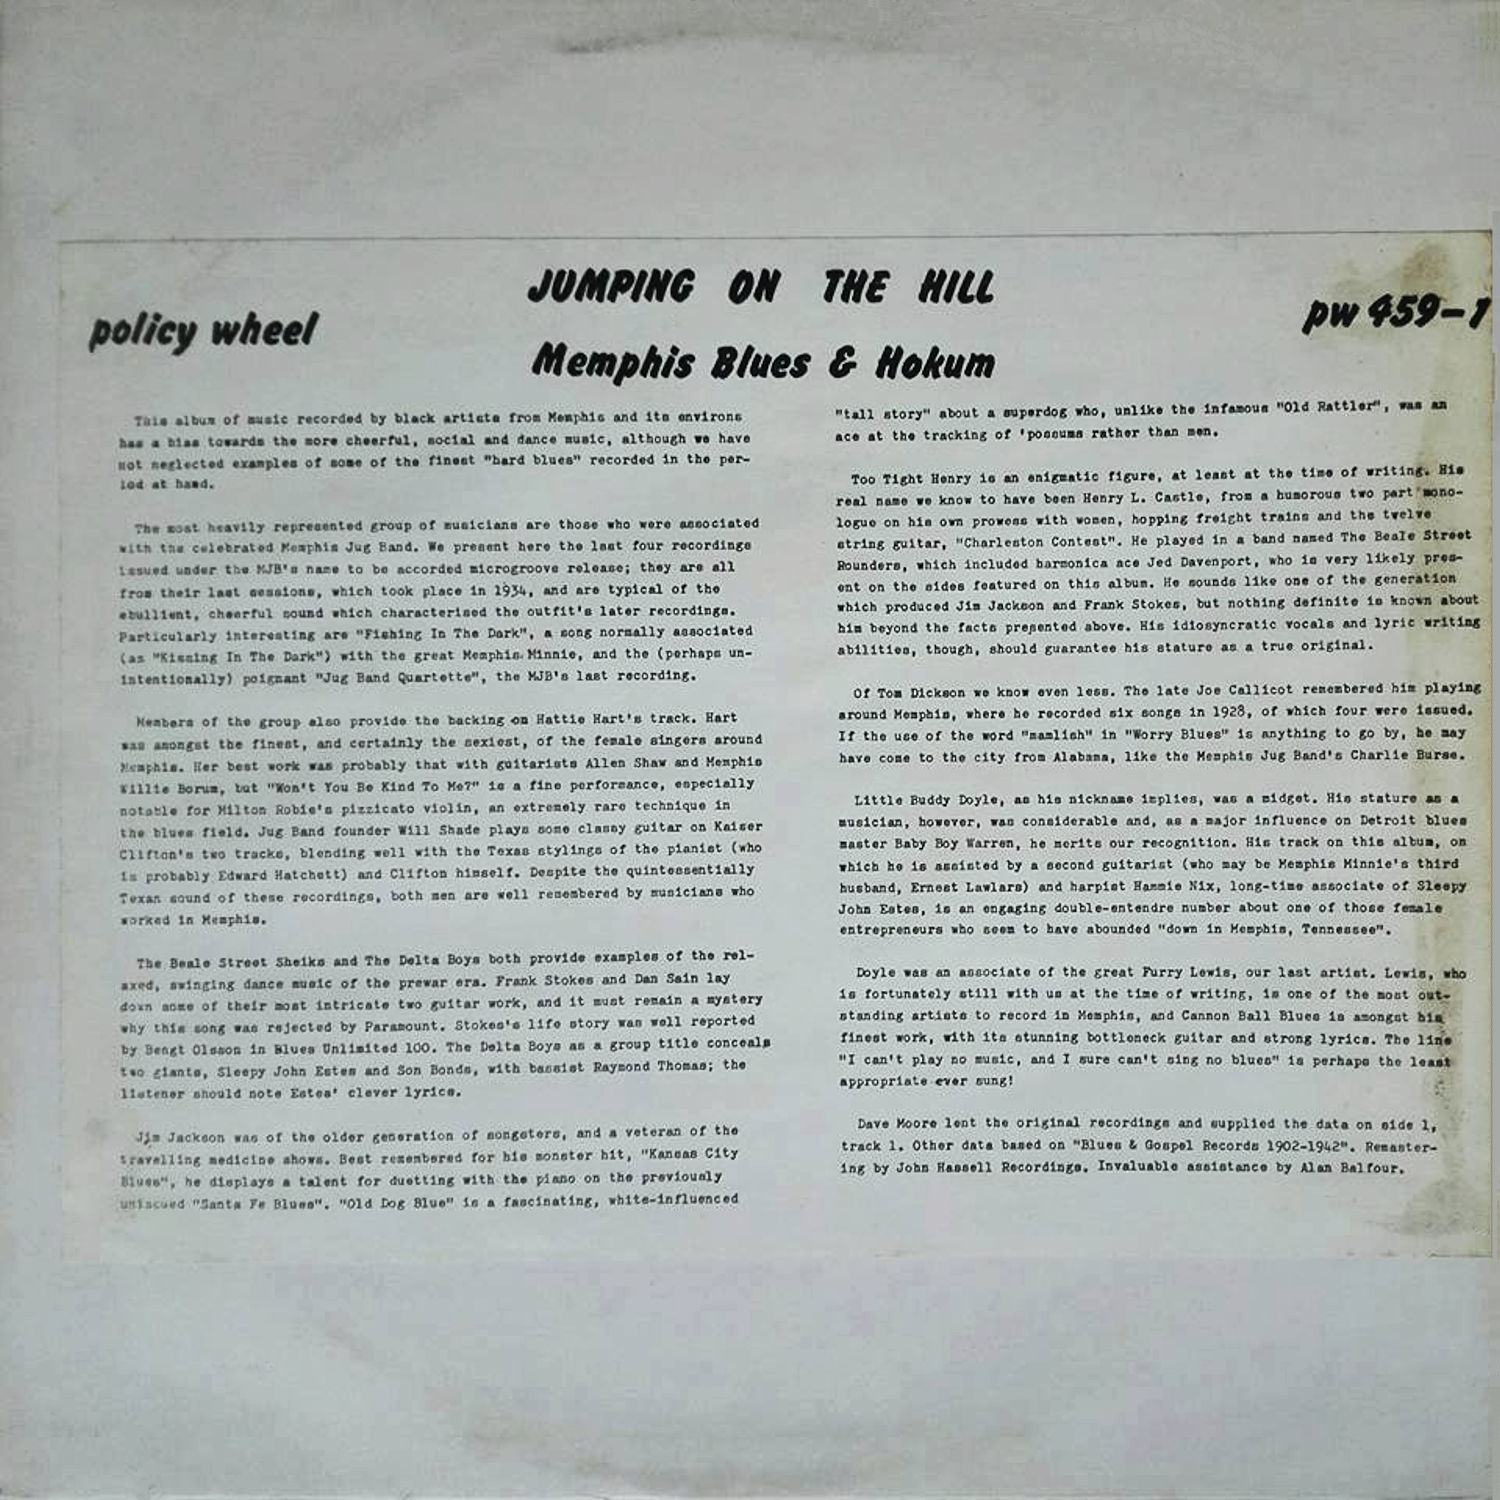 JUMPING ON THE HILL
policy wheel
pw 459-1
Memphis Blues & Hokum
This album of music recorded by black artists from Memphis and its environs
has a bias towards the more cheerful, social and dance music, although we have
not neglected examples of some of the finest "hard blues" recorded in the per-
iod at hand.
The most heavily represented group of musicians are those who were associated
with the celebrated Memphis Jug Band. We present here the last four recordings
issued under the MJB's name to be accorded microgroove release; they are all
from their last sessions, which took place in 1934, and are typical of the
ebullient, cheerful sound which characterised the outfit's later recordings.
Particularly interesting are "Fishing In The Dark", a song normally associated
(as "Kissing In The Dark") with the great Memphis Minnie, and the (perhaps un-
intentionally) poignant "Jug Band Quartette", the MJB's last recording.
Members of the group also provide the backing on Hattie Hart's track. Hart
was amongst the finest, and certainly the sexiest, of the female singers around
Memphis. Her best work was probably that with guitarists Allen Shaw and Memphis
Willie Borum, but "Won't You Be Kind To Me?" is a fine performance, especially
notable for Milton Robie's pizzicato violin, an extremely rare technique in
the blues field. Jug Band founder Will Shade plays some classy guitar on Kaiser
Clifton's two tracks, blending well with the Texas stylings of the pianist (who
is probably Edward Hatchett) and Clifton himself. Despite the quintessentially
Texan sound of these recordings, both men are well remembered by musicians who
worked in Memphis.
The Beale Street Sheiks and The Delta Boys both provide examples of the rel-
axed, swinging dance music of the prewar era. Frank Stokes and Dan Sain lay
down some of their most intricate two guitar work, and it must remain a mystery
why this song was rejected by Paramount. Stokes's life story was well reported
by Bengt Olsson in Blues Unlimited 100. The Delta Boys as a group title conceals
two giants, Sleepy John Estes and Son Bonds, with bassist Raymond Thomas; the
listener should note Estes' clever lyrics.
Jim Jackson was of the older generation of songsters, and a veteran of the
travelling medicine shows. Best remembered for his monster hit, "Kansas City
Blues", he displays a talent for duetting with the piano on the previously
unissued "Santa Fe Blues". "Old Dog Blue" is a fascinating, white-influenced
"tall story" about a superdog who, unlike the infamous "Old Rattler", was an
ace at the tracking of 'possums rather than men.
Too Tight Henry is an enigmatic figure, at least at the time of writing. His
real name we know to have been Henry L. Castle, from a humorous two part mono-
logue on his own prowess with women, hopping freight trains and the twelve
string guitar, "Charleston Contest". He played in a band named The Beale Street
Rounders, which included harmonica ace Jed Davenport, who is very likely pres-
ent on the sides featured on this album. He sounds like one of the generation
which produced Jim Jackson and Frank Stokes, but nothing definite is known about
him beyond the facts presented above. His idiosyncratic vocals and lyric writing
abilities, though, should guarantee his stature as a true original.
Of Tom Dickson we know even less. The late Joe Callicot remembered him playing
around Memphis, where he recorded six songs in 1928, of which four were issued.
If the use of the word "mamlish" in "Worry Blues" is anything to go by, he may
have come to the city from Alabama, like the Memphis Jug Band's Charlie Burse.
Little Buddy Doyle, as his nickname implies, was a midget. His stature as a
musician, however, was considerable and, as a major influence on Detroit blues
master Baby Boy Warren, he merits our recognition. His track on this album, on
which he is assisted by a second guitarist (who may be Memphis Minnie's third
husband, Ernest Lawlars) and harpist Hammie Nix, long-time associate of Sleepy
John Estes, is an engaging double-entendre number about one of those female
entrepreneurs who seem to have abounded "down in Memphis, Tennessee".
Doyle was an associate of the great Furry Lewis, our last artist. Lewis, who
is fortunately still with us at the time of writing, is one of the most out-
standing artists to record in Memphis, and Cannon Ball Blues is amongst his
finest work, with its stunning bottleneck guitar and strong lyrics. The line
"I can't play no music, and I sure can't sing no blues" is perhaps the least
appropriate ever sung!
Dave Moore lent the original recordings and supplied the data on side 1,
track 1. Other data based on "Blues & Gospel Records 1902-1942". Remaster-
ing by John Hassell Recordings. Invaluable assistance by Alan Balfour.